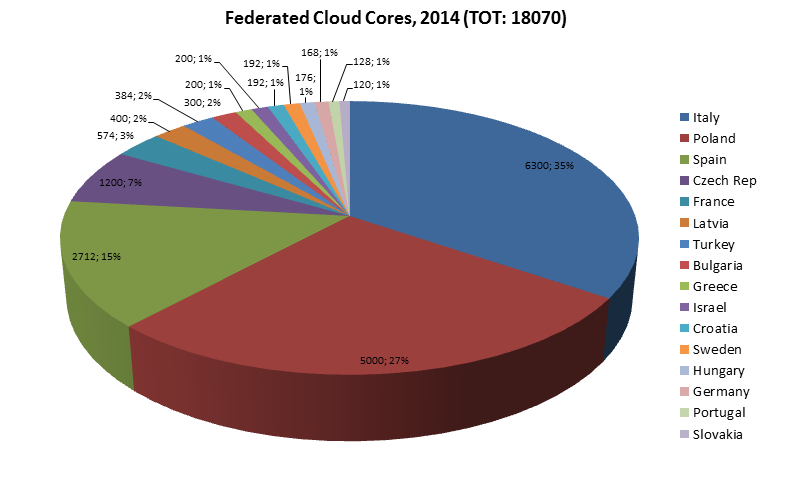 Federated Cloud Cores, 2014 (TOT: 18070)
168; 1%
200; 1%
192; 1%
128; 1%
176;
1%
200; 1%
192; 1%
120; 1%
384; 2%
300; 2%
400; 2%
574; 3%
6300; 35%
1200; 7%
2712; 15%
5000; 27%
Italy
Poland
Spain
Czech Rep
France
Latvia
Turkey
Bulgaria
Greece
Israel
Croatia
Sweden
Hungary
Germany
Portugal
Slovakia